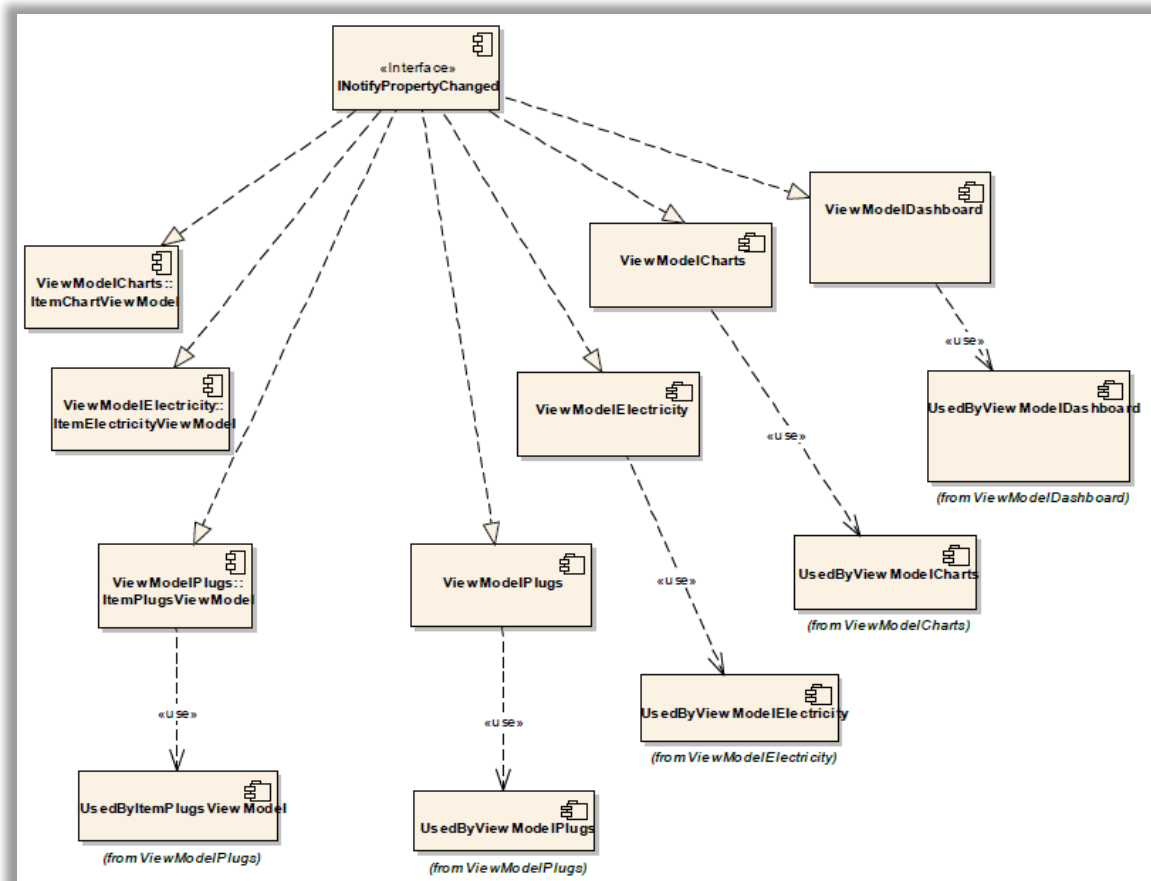 «Interface»
INotifyPropertyChanged
ViewModelDashboard
ViewModelCharts
ViewModelCharts::
ItemChartViewModel
«use»
ViewModelElectricity::
ItemElectricityViewModel
ViewModelElectricity
UsedByViewModelDashboard
«use»
(from ViewModelDashboard)
ViewModelPlugs::
ItemPlugsViewModel
ViewModelPlugs
«use»
UsedByViewModelCharts
(from ViewModelCharts)
«use»
«use»
UsedByViewModelElectricity
(from ViewModelElectricity)
UsedByItemPlugsViewModel
(from ViewModelPlugs)
UsedByViewModelPlugs
(from ViewModelPlugs)